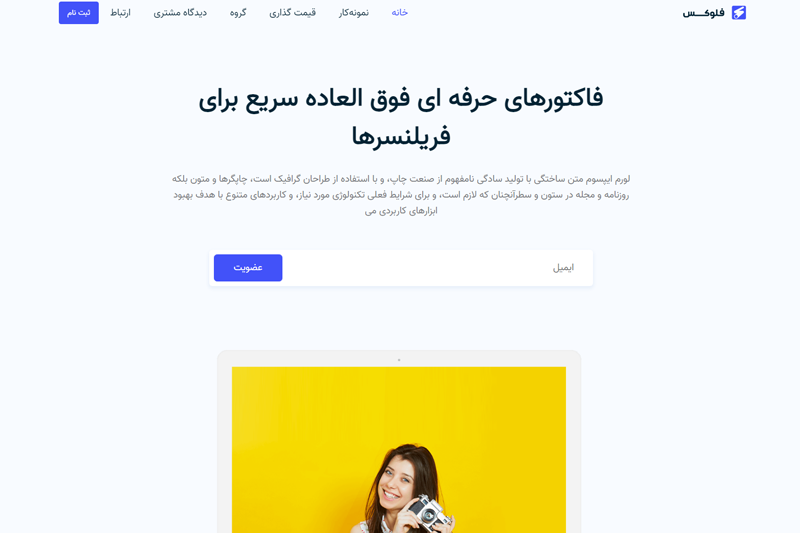 فلوکــس
خانه
نمونه‌کار
قیمت گذاری
گروه
دیدگاه مشتری
ارتباط
ثبت نام
فاکتورهای حرفه ای فوق العاده سریع برای
فریلنسرها
لورم ایپسوم متن ساختگی با تولید سادگی نامفهوم از صنعت چاپ، و با استفاده از طراحان گرافیک است، چاپگرها و متون بلکه
روزنامه و مجله در ستون و سطرآنچنان که لازم است، و برای شرایط فعلی تکنولوژی مورد نیاز، و کاربردهای متنوع با هدف بهبود
ابزارهای کاربردی می
ایمیل
عضویت